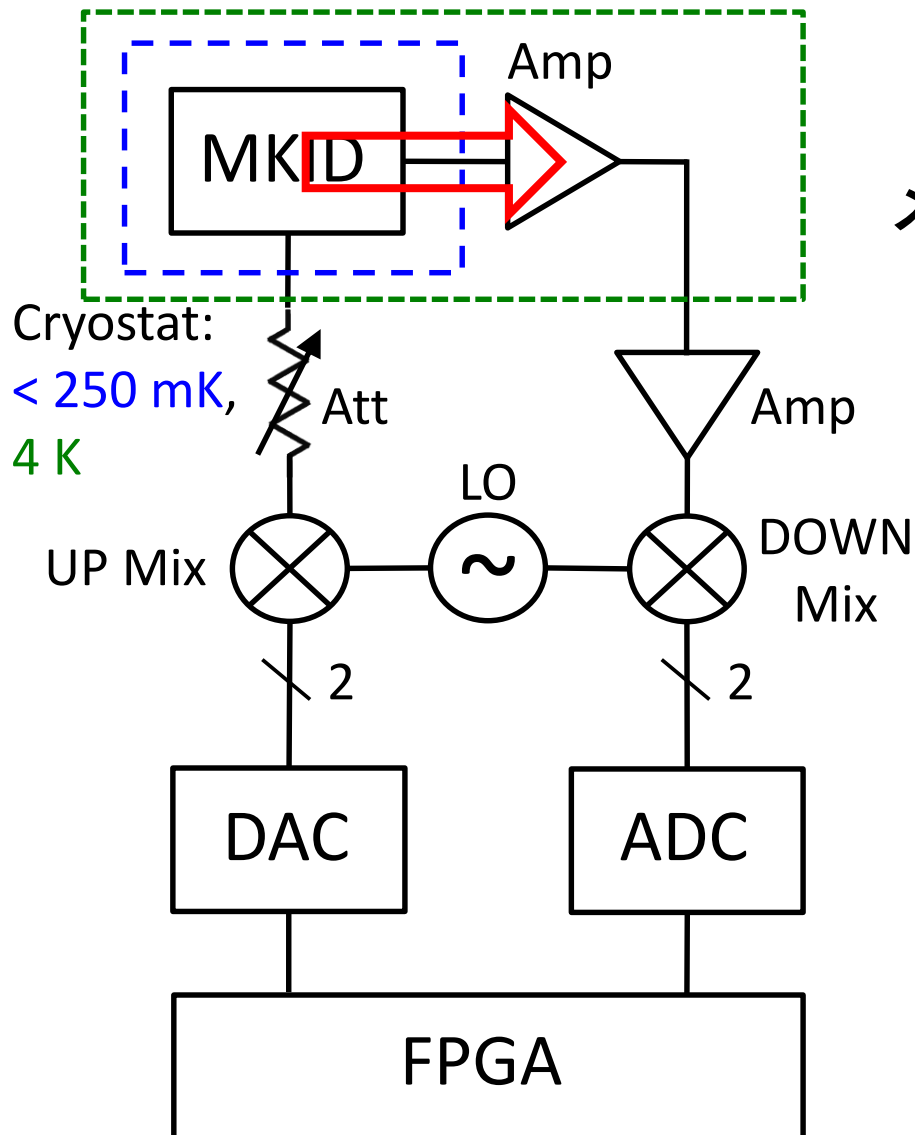 Amp
MKID
Cryostat:
< 250 mK,
4 K
Att
Amp
LO
UP Mix
~
DOWN
Mix
2
2
DAC
ADC
FPGA